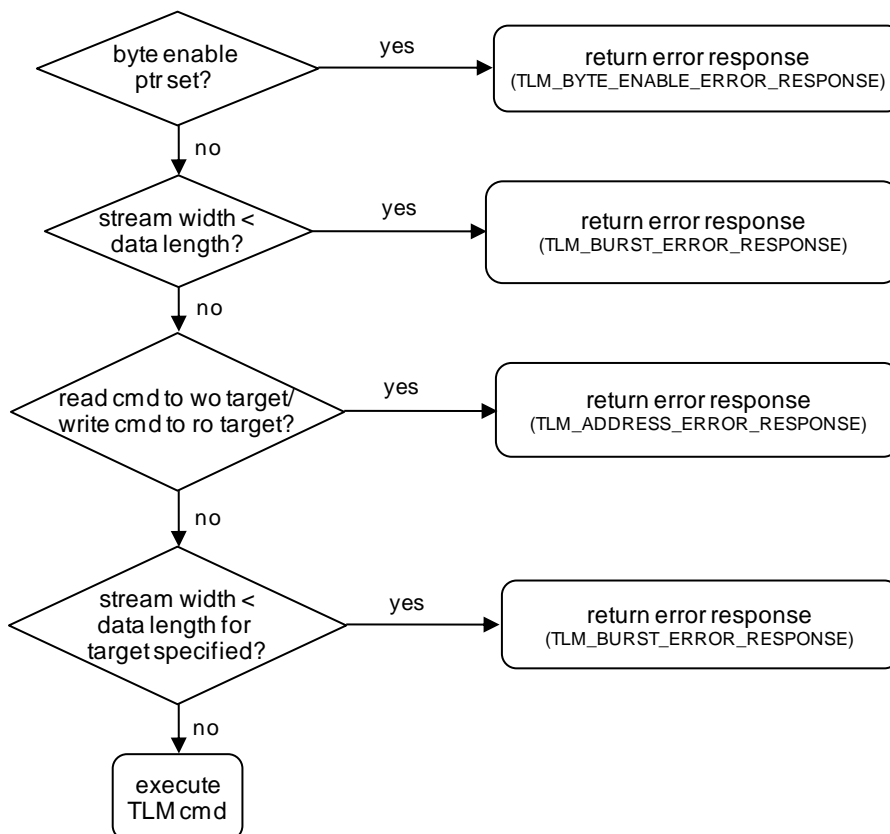 byte enable
ptr set?
yes
return error response
(TLM_BYTE_ENABLE_ERROR_RESPONSE)
no
stream width <
data length?
yes
return error response
(TLM_BURST_ERROR_RESPONSE)
no
read cmd to wo target/
write cmd to ro target?
yes
return error response
(TLM_ADDRESS_ERROR_RESPONSE)
no
stream width <
data length for
target specified?
yes
return error response
(TLM_BURST_ERROR_RESPONSE)
no
execute
TLM cmd